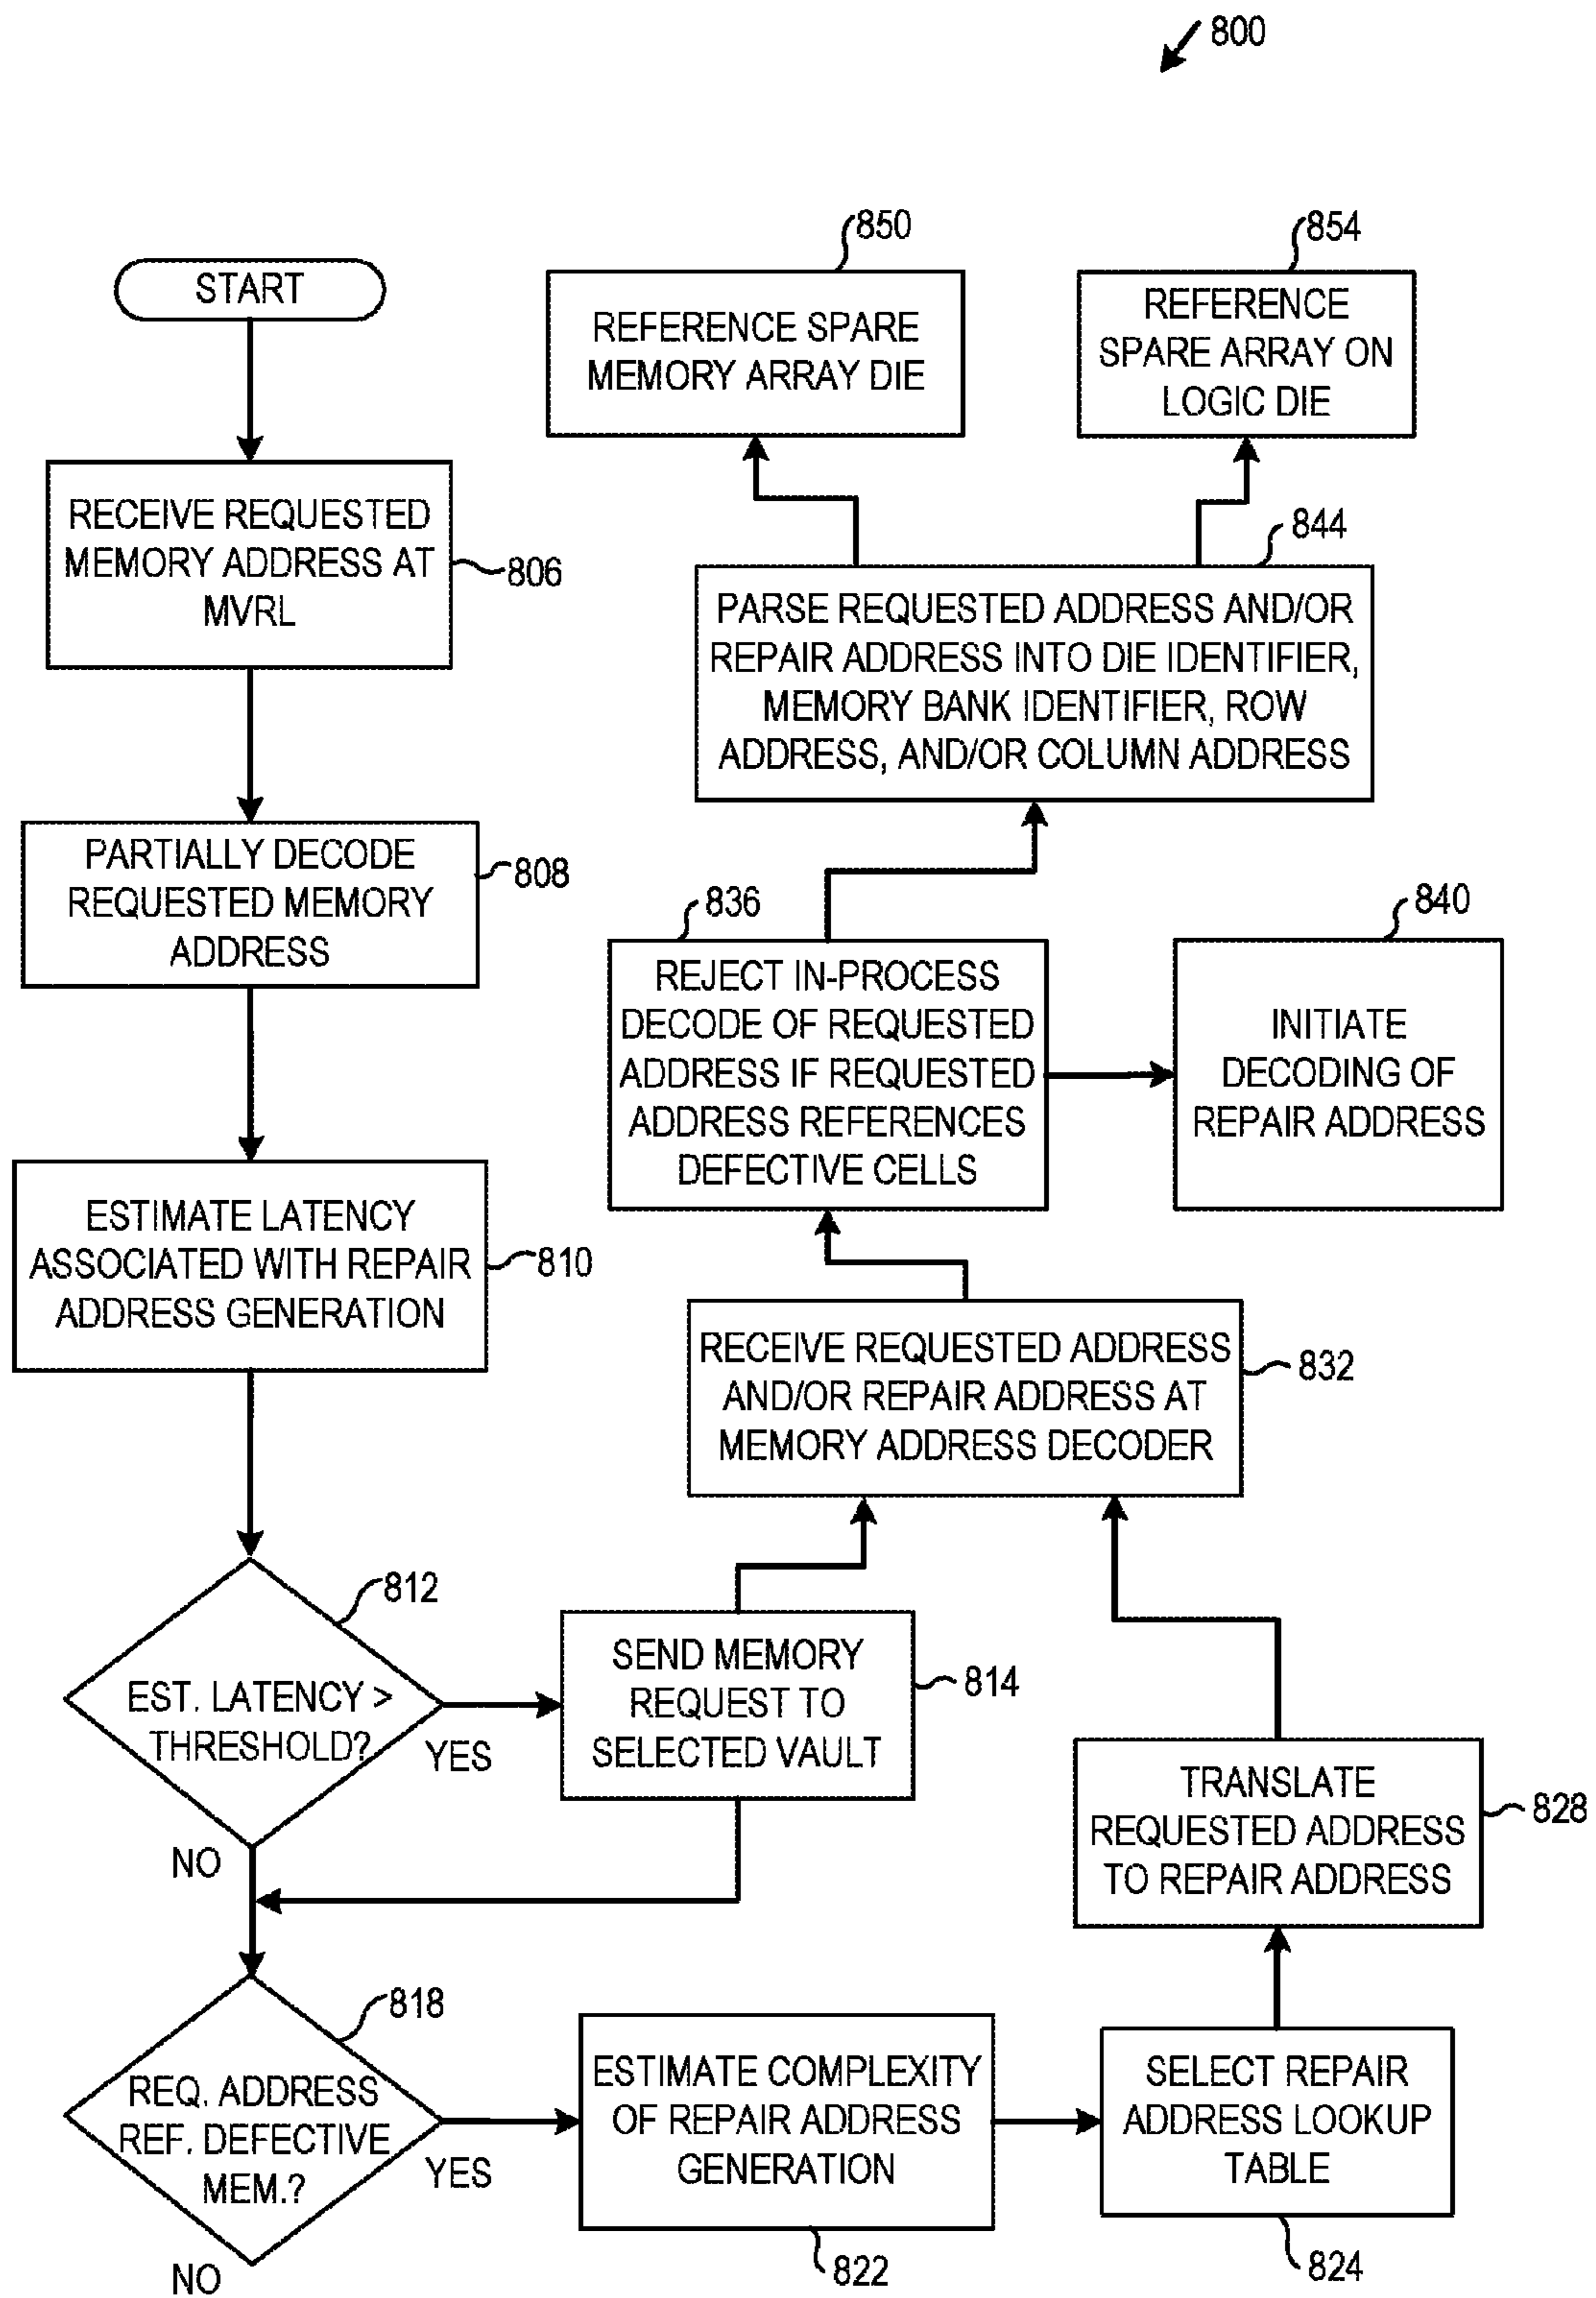 800
START
RECEIVE REQUESTED
MEMORY ADDRESS AT
MVRL
806
PARTIALLY DECODE
REQUESTED MEMORY
ADDRESS
808
ESTIMATE LATENCY
ASSOCIATED WITH REPAIR
ADDRESS GENERATION
810
812
EST. LATENCY >
THRESHOLD?
YES
NO
SEND MEMORY
REQUEST TO
SELECTED VAULT
814
818
REQ. ADDRESS
REF. DEFECTIVE
MEM.?
YES
NO
ESTIMATE COMPLEXITY
OF REPAIR ADDRESS
GENERATION
822
SELECT REPAIR
ADDRESS LOOKUP
TABLE
824
TRANSLATE
REQUESTED ADDRESS
TO REPAIR ADDRESS
828
RECEIVE REQUESTED ADDRESS
AND/OR REPAIR ADDRESS AT
MEMORY ADDRESS DECODER
832
836
REJECT IN-PROCESS
DECODE OF REQUESTED
ADDRESS IF REQUESTED
ADDRESS REFERENCES
DEFECTIVE CELLS
840
INITIATE
DECODING OF
REPAIR ADDRESS
844
PARSE REQUESTED ADDRESS AND/OR
REPAIR ADDRESS INTO DIE IDENTIFIER,
MEMORY BANK IDENTIFIER, ROW
ADDRESS, AND/OR COLUMN ADDRESS
850
REFERENCE SPARE
MEMORY ARRAY DIE
854
REFERENCE
SPARE ARRAY ON
LOGIC DIE